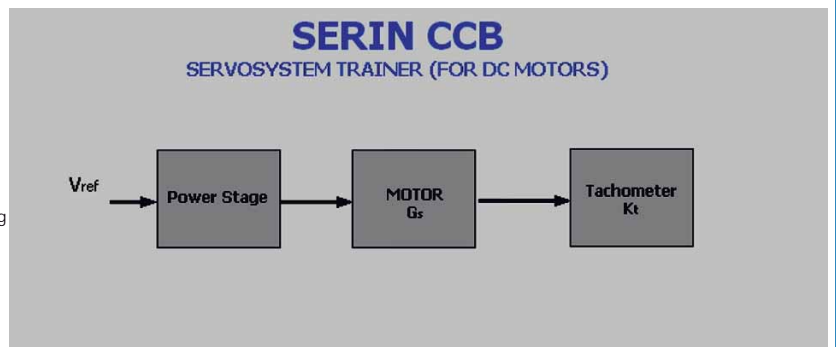 SERIN CCB
SERVOSYSTEM TRAINER (FOR DC MOTORS)
Vref
Power Stage
MOTOR
Gs
Tachometer
Kt
g